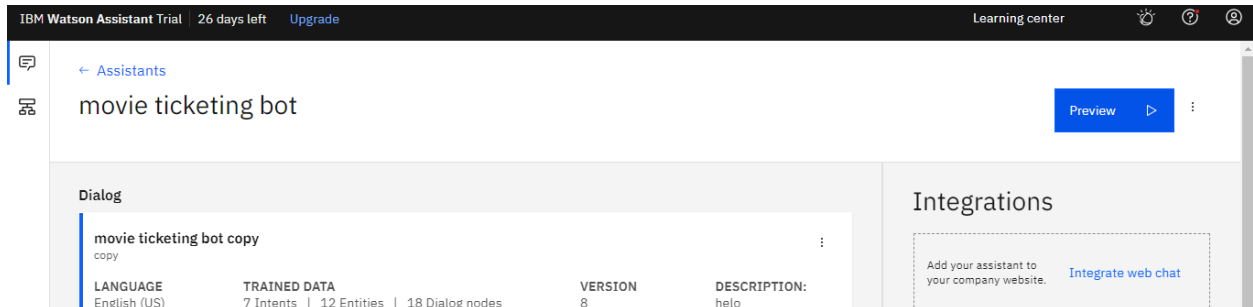 IBM Watson Assistant Trial 26 days left Upgrade Learning center
← Assistants
movie ticketing bot
Preview
Dialog
Integrations
movie ticketing bot copy
copy
Add your assistant to
your company website.
Integrate web chat
LANGUAGE TRAINED DATA VERSION DESCRIPTION:
English (US) 7 Intents | 12 Entities | 18 Dialog nodes 8 helo